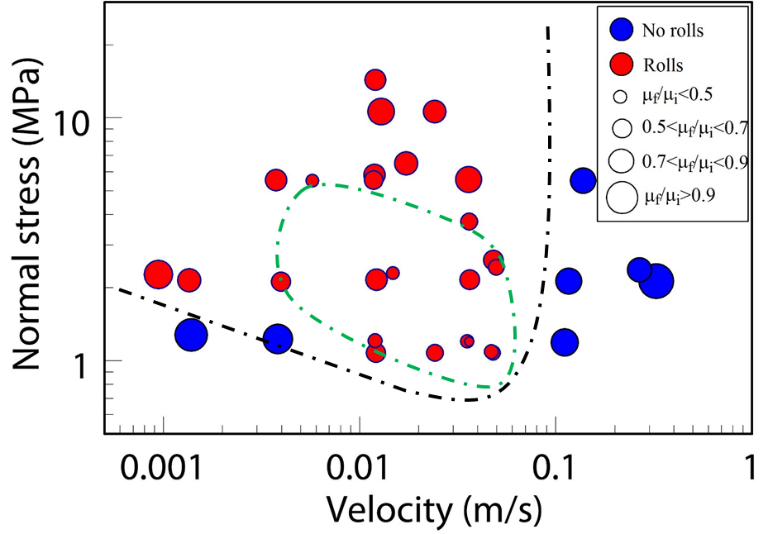 Normal stress (MPa)
10
1
0.001
0.01
0.1
1
Velocity (m/s)
No rolls
Rolls
μf/μi<0.5
0.5<μf/μi<0.7
0.7<μf/μi<0.9
μf/μi>0.9